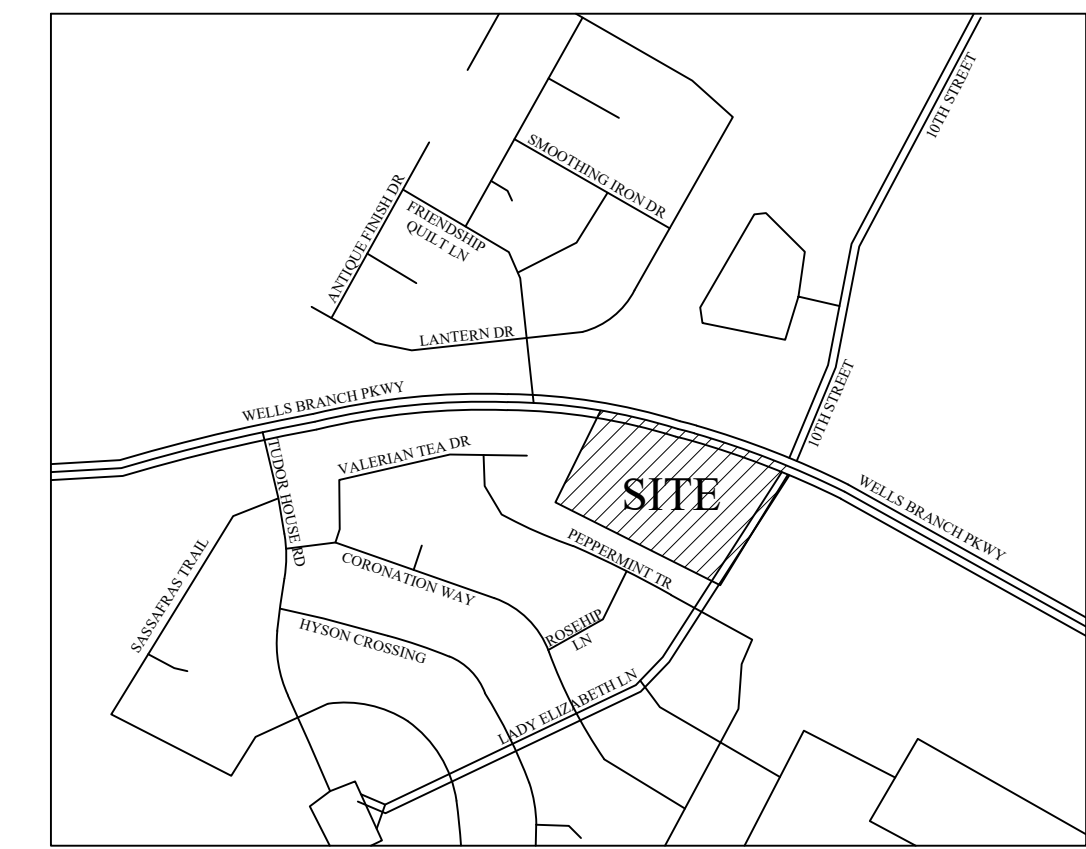 10TH STREET
SMOOTHING IRON DR
ANTIQUE FINISH DR
FRIENDSHIP
QUILT LN
LANTERN DR
WELLS BRANCH PKWY
10TH STREET
VALERIAN TEA DR
TUDOR HOUSE RD
SITE
WELLS BRANCH PKWY
PEPPERMINT TR
SASSAFRAS TRAIL
CORONATION WAY
HYSON CROSSING
ROSEHIP
LN
LADY ELIZABETH LN